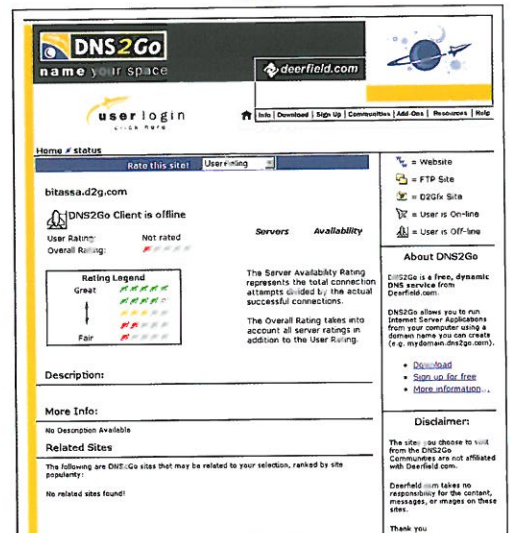 DNS2Go
name your space
deerfield.com
user login
click here
Info | Download | Sign Up | Communities | Add-Ons | Resources | Help
Home # status
Rate this site! User Rating
bitassa.d2g.com
DNS2Go Client is offline
Servers Availability
User Rating: Not rated
Overall Rating:
Rating Legend
Great
Fair
The Server Availability Rating
represents the total connection
attempts divided by the actual
successful connections.
The Overall Rating takes into
account all server ratings in
addition to the User Rating.
Description:
More Info:
No Description Available
Related Sites
The following are DNS2Go sites that may be related to your selection, ranked by site
popularity:
No related sites found!
= Website
= FTP Site
= D2Gfx Site
= User is On-line
= User is Off-line
About DNS2Go
DNS2Go is a free, dynamic
DNS service from
Deerfield.com.
DNS2Go allows you to run
Internet Server Applications
from your computer using a
domain name you can create
(e.g. mydomain.dns2go.com).
Download
Sign up for free
More information...
Disclaimer:
The sites you choose to visit
from the DNS2Go
Communities are not affiliated
with Deerfield.com.
Deerfield.com takes no
responsibility for the content,
messages, or images on these
sites.
Thank you